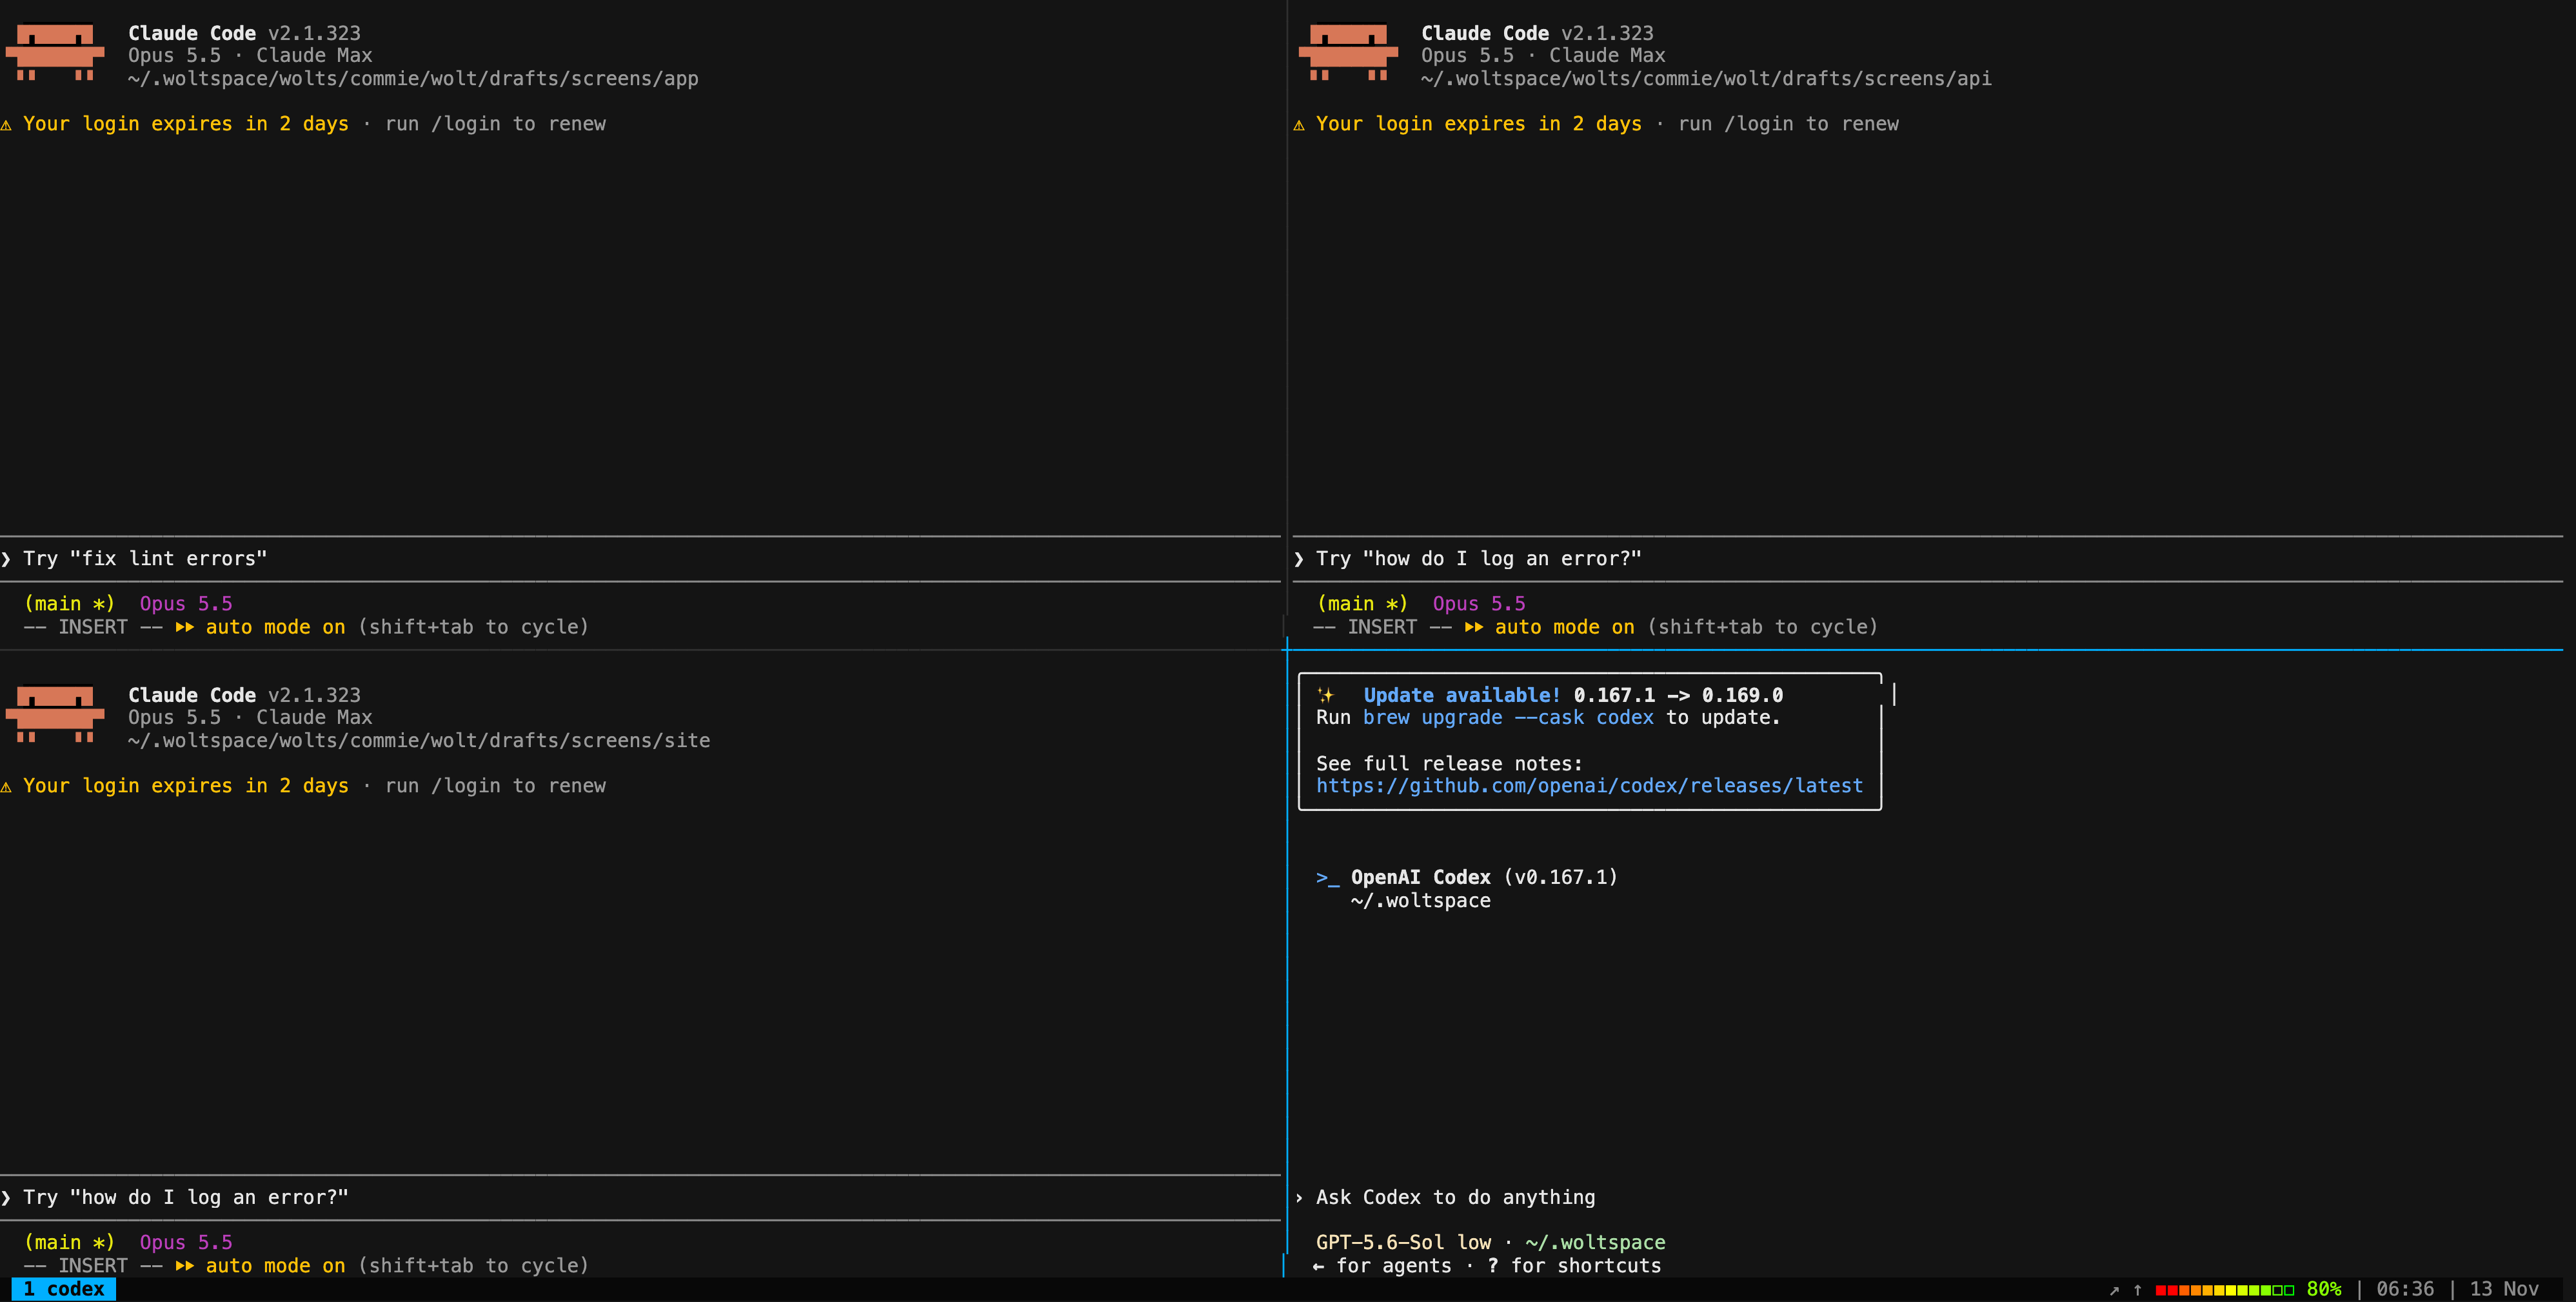 Claude Code v2.1.323
Opus 5.5 · Claude Max
~/.woltspace/wolts/commie/wolt/drafts/screens/app
⚠ Your login expires in 2 days · run /login to renew
❯ Try "fix lint errors"
(main *) Opus 5.5
-- INSERT -- ⏵⏵ auto mode on (shift+tab to cycle)
Claude Code v2.1.323
Opus 5.5 · Claude Max
~/.woltspace/wolts/commie/wolt/drafts/screens/api
⚠ Your login expires in 2 days · run /login to renew
❯ Try "how do I log an error?"
(main *) Opus 5.5
-- INSERT -- ⏵⏵ auto mode on (shift+tab to cycle)
Claude Code v2.1.323
Opus 5.5 · Claude Max
~/.woltspace/wolts/commie/wolt/drafts/screens/site
⚠ Your login expires in 2 days · run /login to renew
❯ Try "how do I log an error?"
(main *) Opus 5.5
-- INSERT -- ⏵⏵ auto mode on (shift+tab to cycle)
✨ Update available! 0.167.1 -> 0.169.0
Run brew upgrade --cask codex to update.
See full release notes:
https://github.com/openai/codex/releases/latest
>_ OpenAI Codex (v0.167.1)
~/.woltspace
› Ask Codex to do anything
GPT-5.6-Sol low · ~/.woltspace
← for agents · ? for shortcuts
1 codex
↗ ↑ 80% | 06:36 | 13 Nov